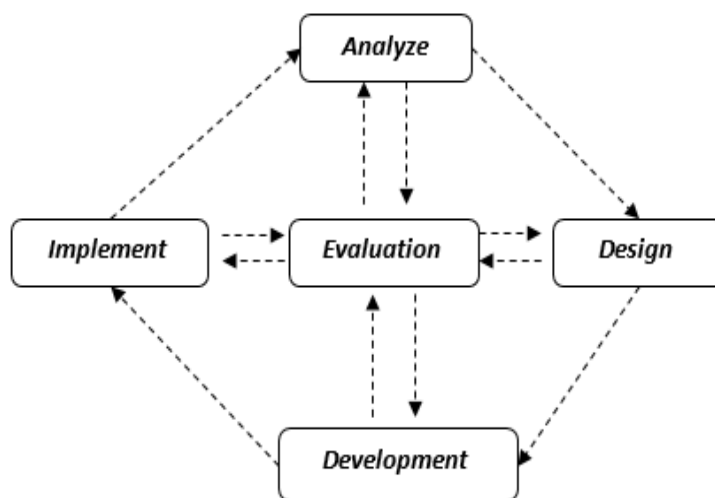 Analyze
Implement
Evaluation
Design
Development